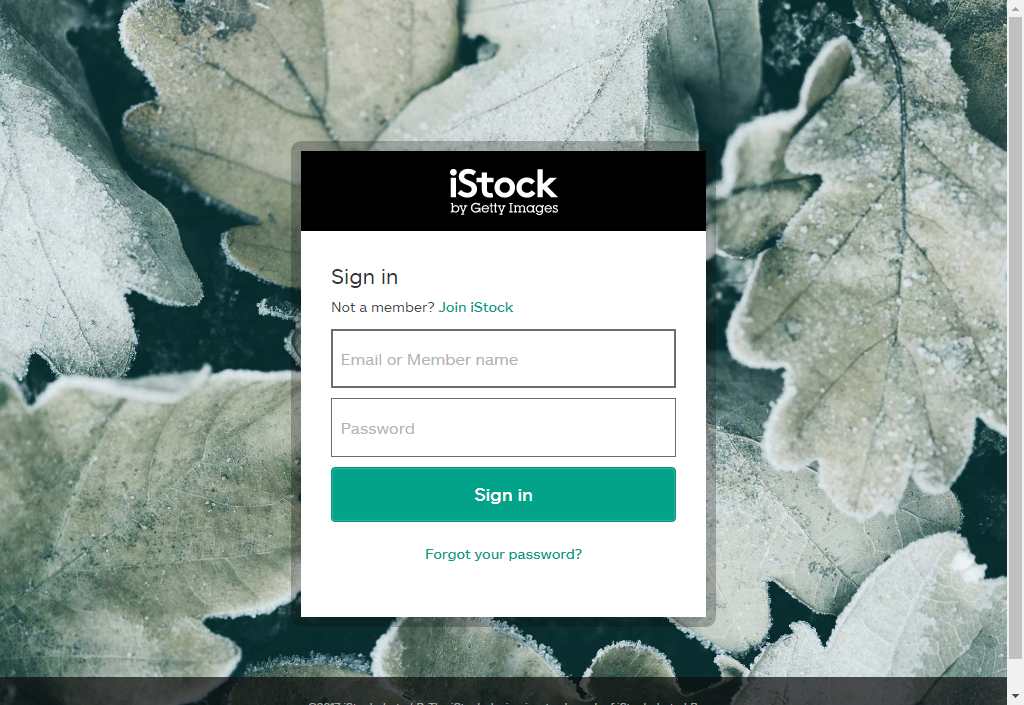 iStock
by Getty Images
Sign in
Not a member? Join iStock
Email or Member name
Password
Sign in
Forgot your password?